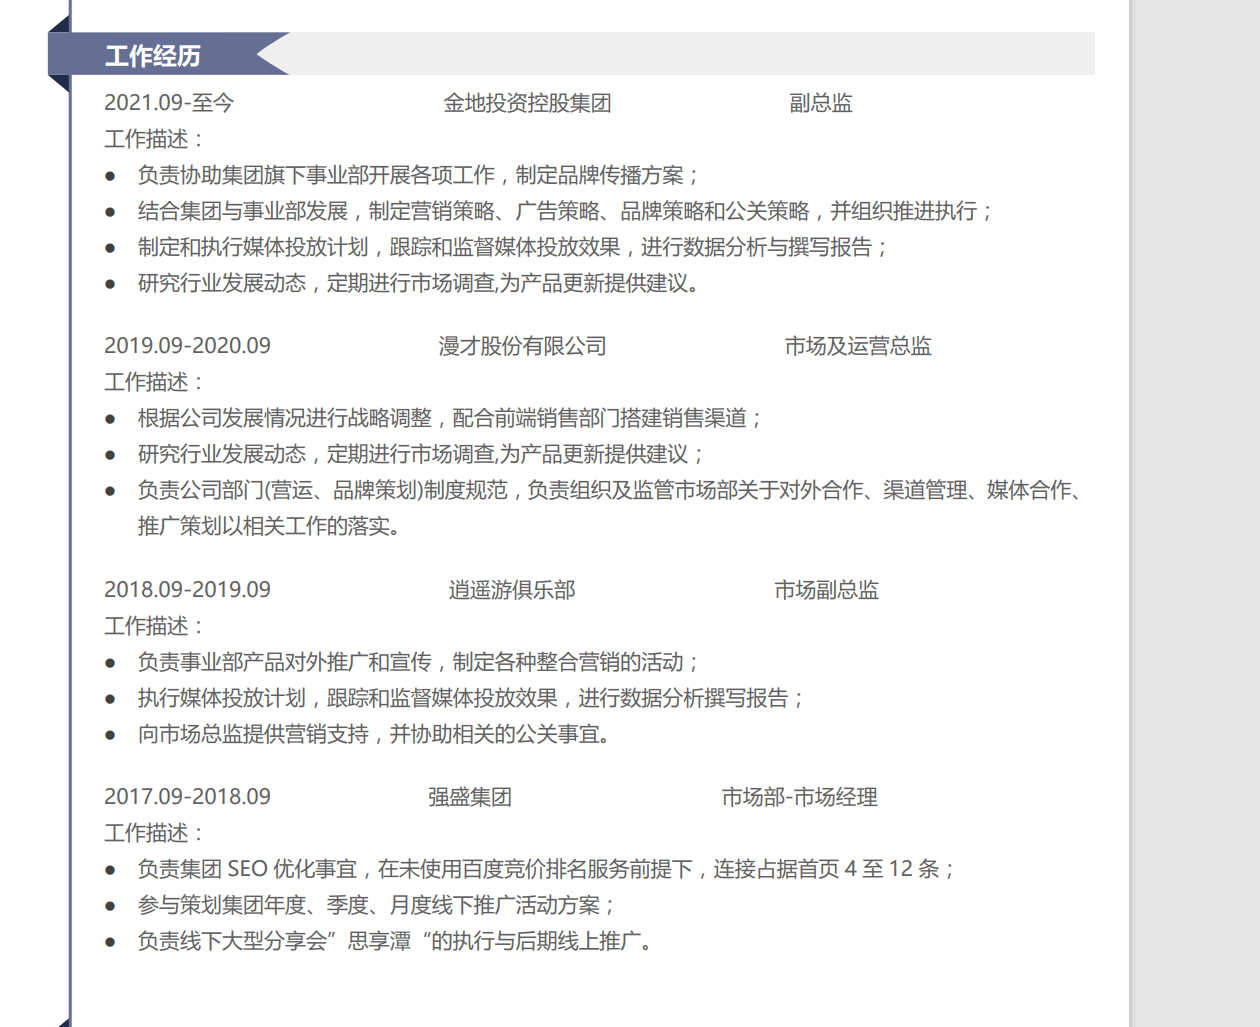 工作经历
2021.09-至今 金地投资控股集团 副总监
工作描述：
● 负责协助集团旗下事业部开展各项工作，制定品牌传播方案；
● 结合集团与事业部发展，制定营销策略、广告策略、品牌策略和公关策略，并组织推进执行；
● 制定和执行媒体投放计划，跟踪和监督媒体投放效果，进行数据分析与撰写报告；
● 研究行业发展动态，定期进行市场调查,为产品更新提供建议。
2019.09-2020.09 漫才股份有限公司 市场及运营总监
工作描述：
● 根据公司发展情况进行战略调整，配合前端销售部门搭建销售渠道；
● 研究行业发展动态，定期进行市场调查,为产品更新提供建议；
● 负责公司部门(营运、品牌策划)制度规范，负责组织及监管市场部关于对外合作、渠道管理、媒体合作、
推广策划以相关工作的落实。
2018.09-2019.09 逍遥游俱乐部 市场副总监
工作描述：
● 负责事业部产品对外推广和宣传，制定各种整合营销的活动；
● 执行媒体投放计划，跟踪和监督媒体投放效果，进行数据分析撰写报告；
● 向市场总监提供营销支持，并协助相关的公关事宜。
2017.09-2018.09 强盛集团 市场部-市场经理
工作描述：
● 负责集团 SEO 优化事宜，在未使用百度竞价排名服务前提下，连接占据首页 4 至 12 条；
● 参与策划集团年度、季度、月度线下推广活动方案；
● 负责线下大型分享会”思享潭“的执行与后期线上推广。